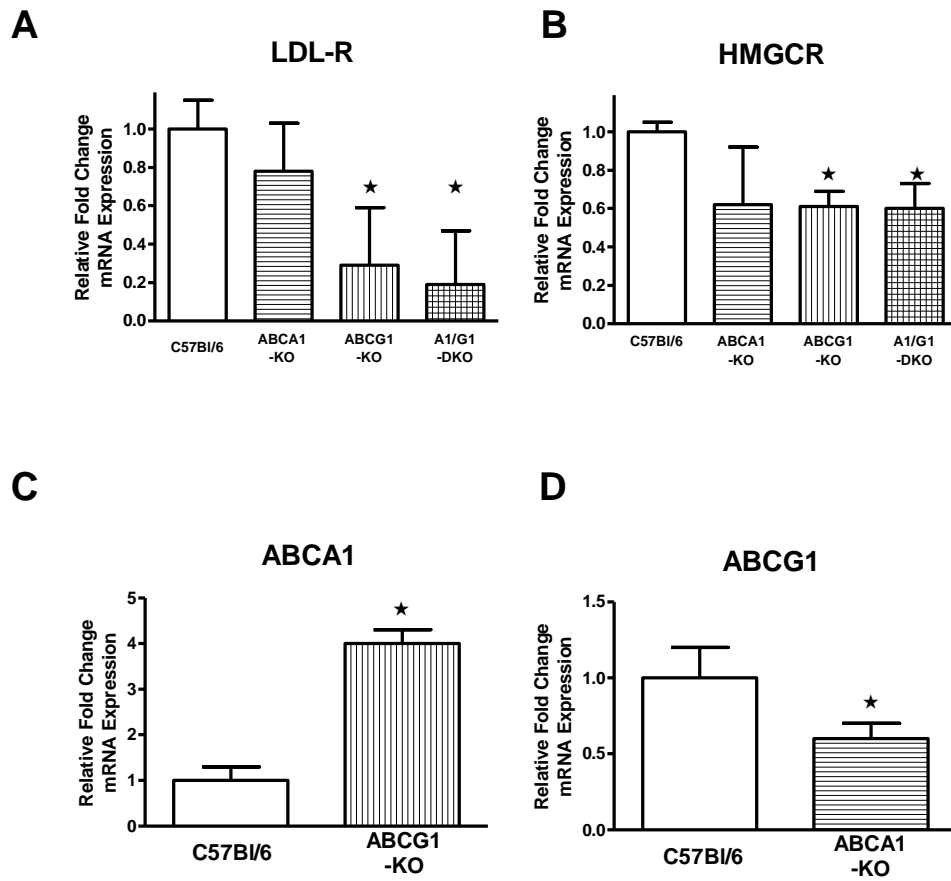 A
LDL-R
Relative Fold Change
mRNA Expression
1.0
0.8
0.6
0.4
0.2
0.0
★
★
C57Bl/6
ABCA1
-KO
ABCG1
-KO
A1/G1
-DKO
B
HMGCR
Relative Fold Change
mRNA Expression
1.0
0.8
0.6
0.4
0.2
0.0
★
★
C57Bl/6
ABCA1
-KO
ABCG1
-KO
A1/G1
-DKO
C
ABCA1
Relative Fold Change
mRNA Expression
5
4
3
2
1
0
★
C57Bl/6
ABCG1
-KO
D
ABCG1
Relative Fold Change
mRNA Expression
1.5
1.0
0.5
0.0
★
C57Bl/6
ABCA1
-KO